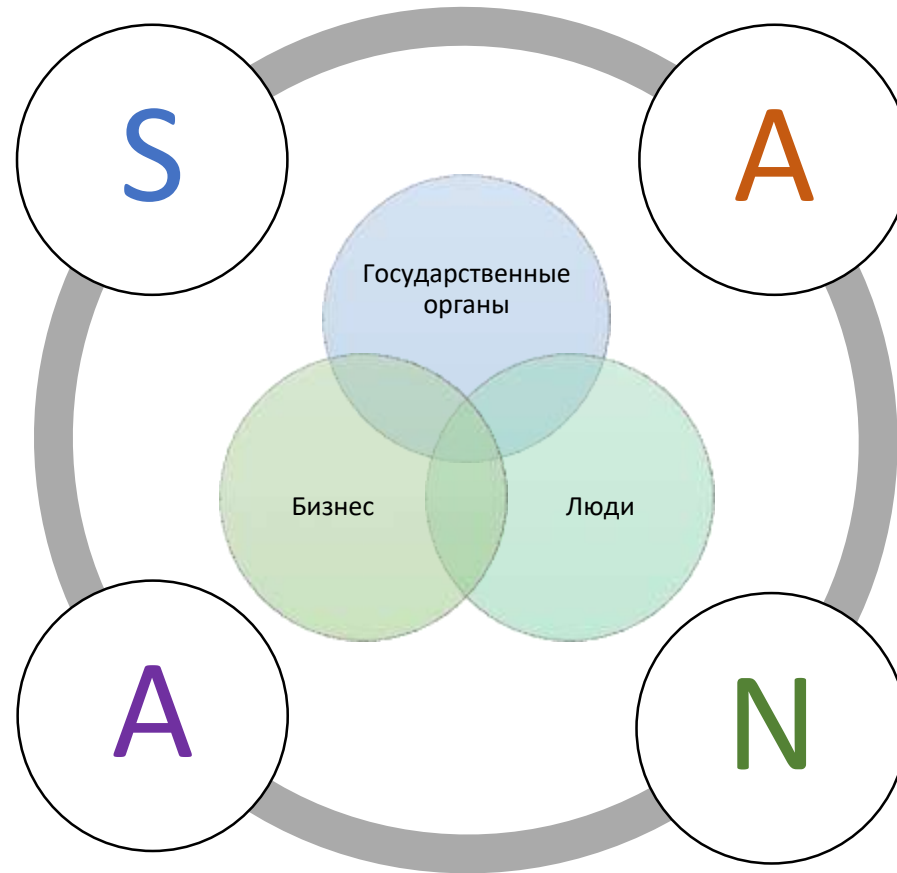 S
A
Государственные
органы
Бизнес
Люди
A
N